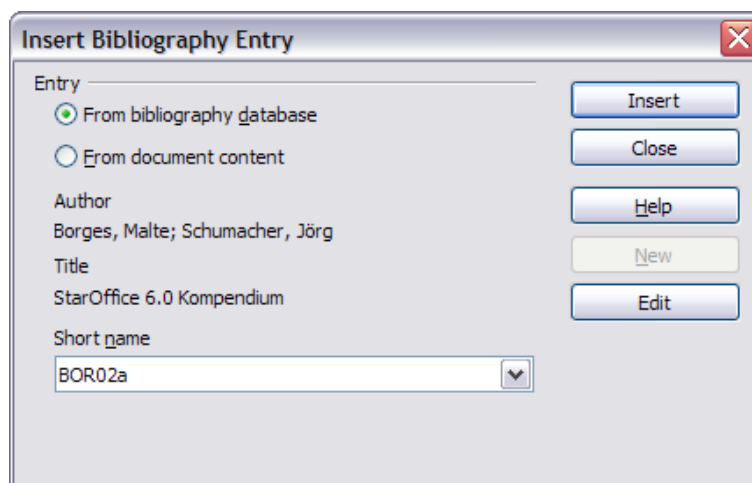 Insert Bibliography Entry
Entry
From bibliography database
From document content
Author
Borges, Malte; Schumacher, Jörg
Title
StarOffice 6.0 Kompendium
Short name
BOR02a
Insert
Close
Help
New
Edit